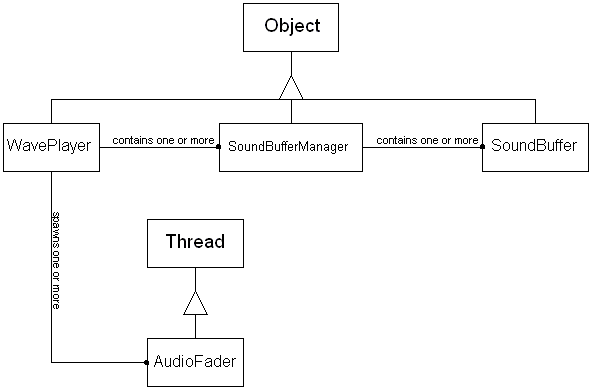 Object
WavePlayer
contains one or more
SoundBufferManager
contains one or more
SoundBuffer
spawns one or more
Thread
AudioFader